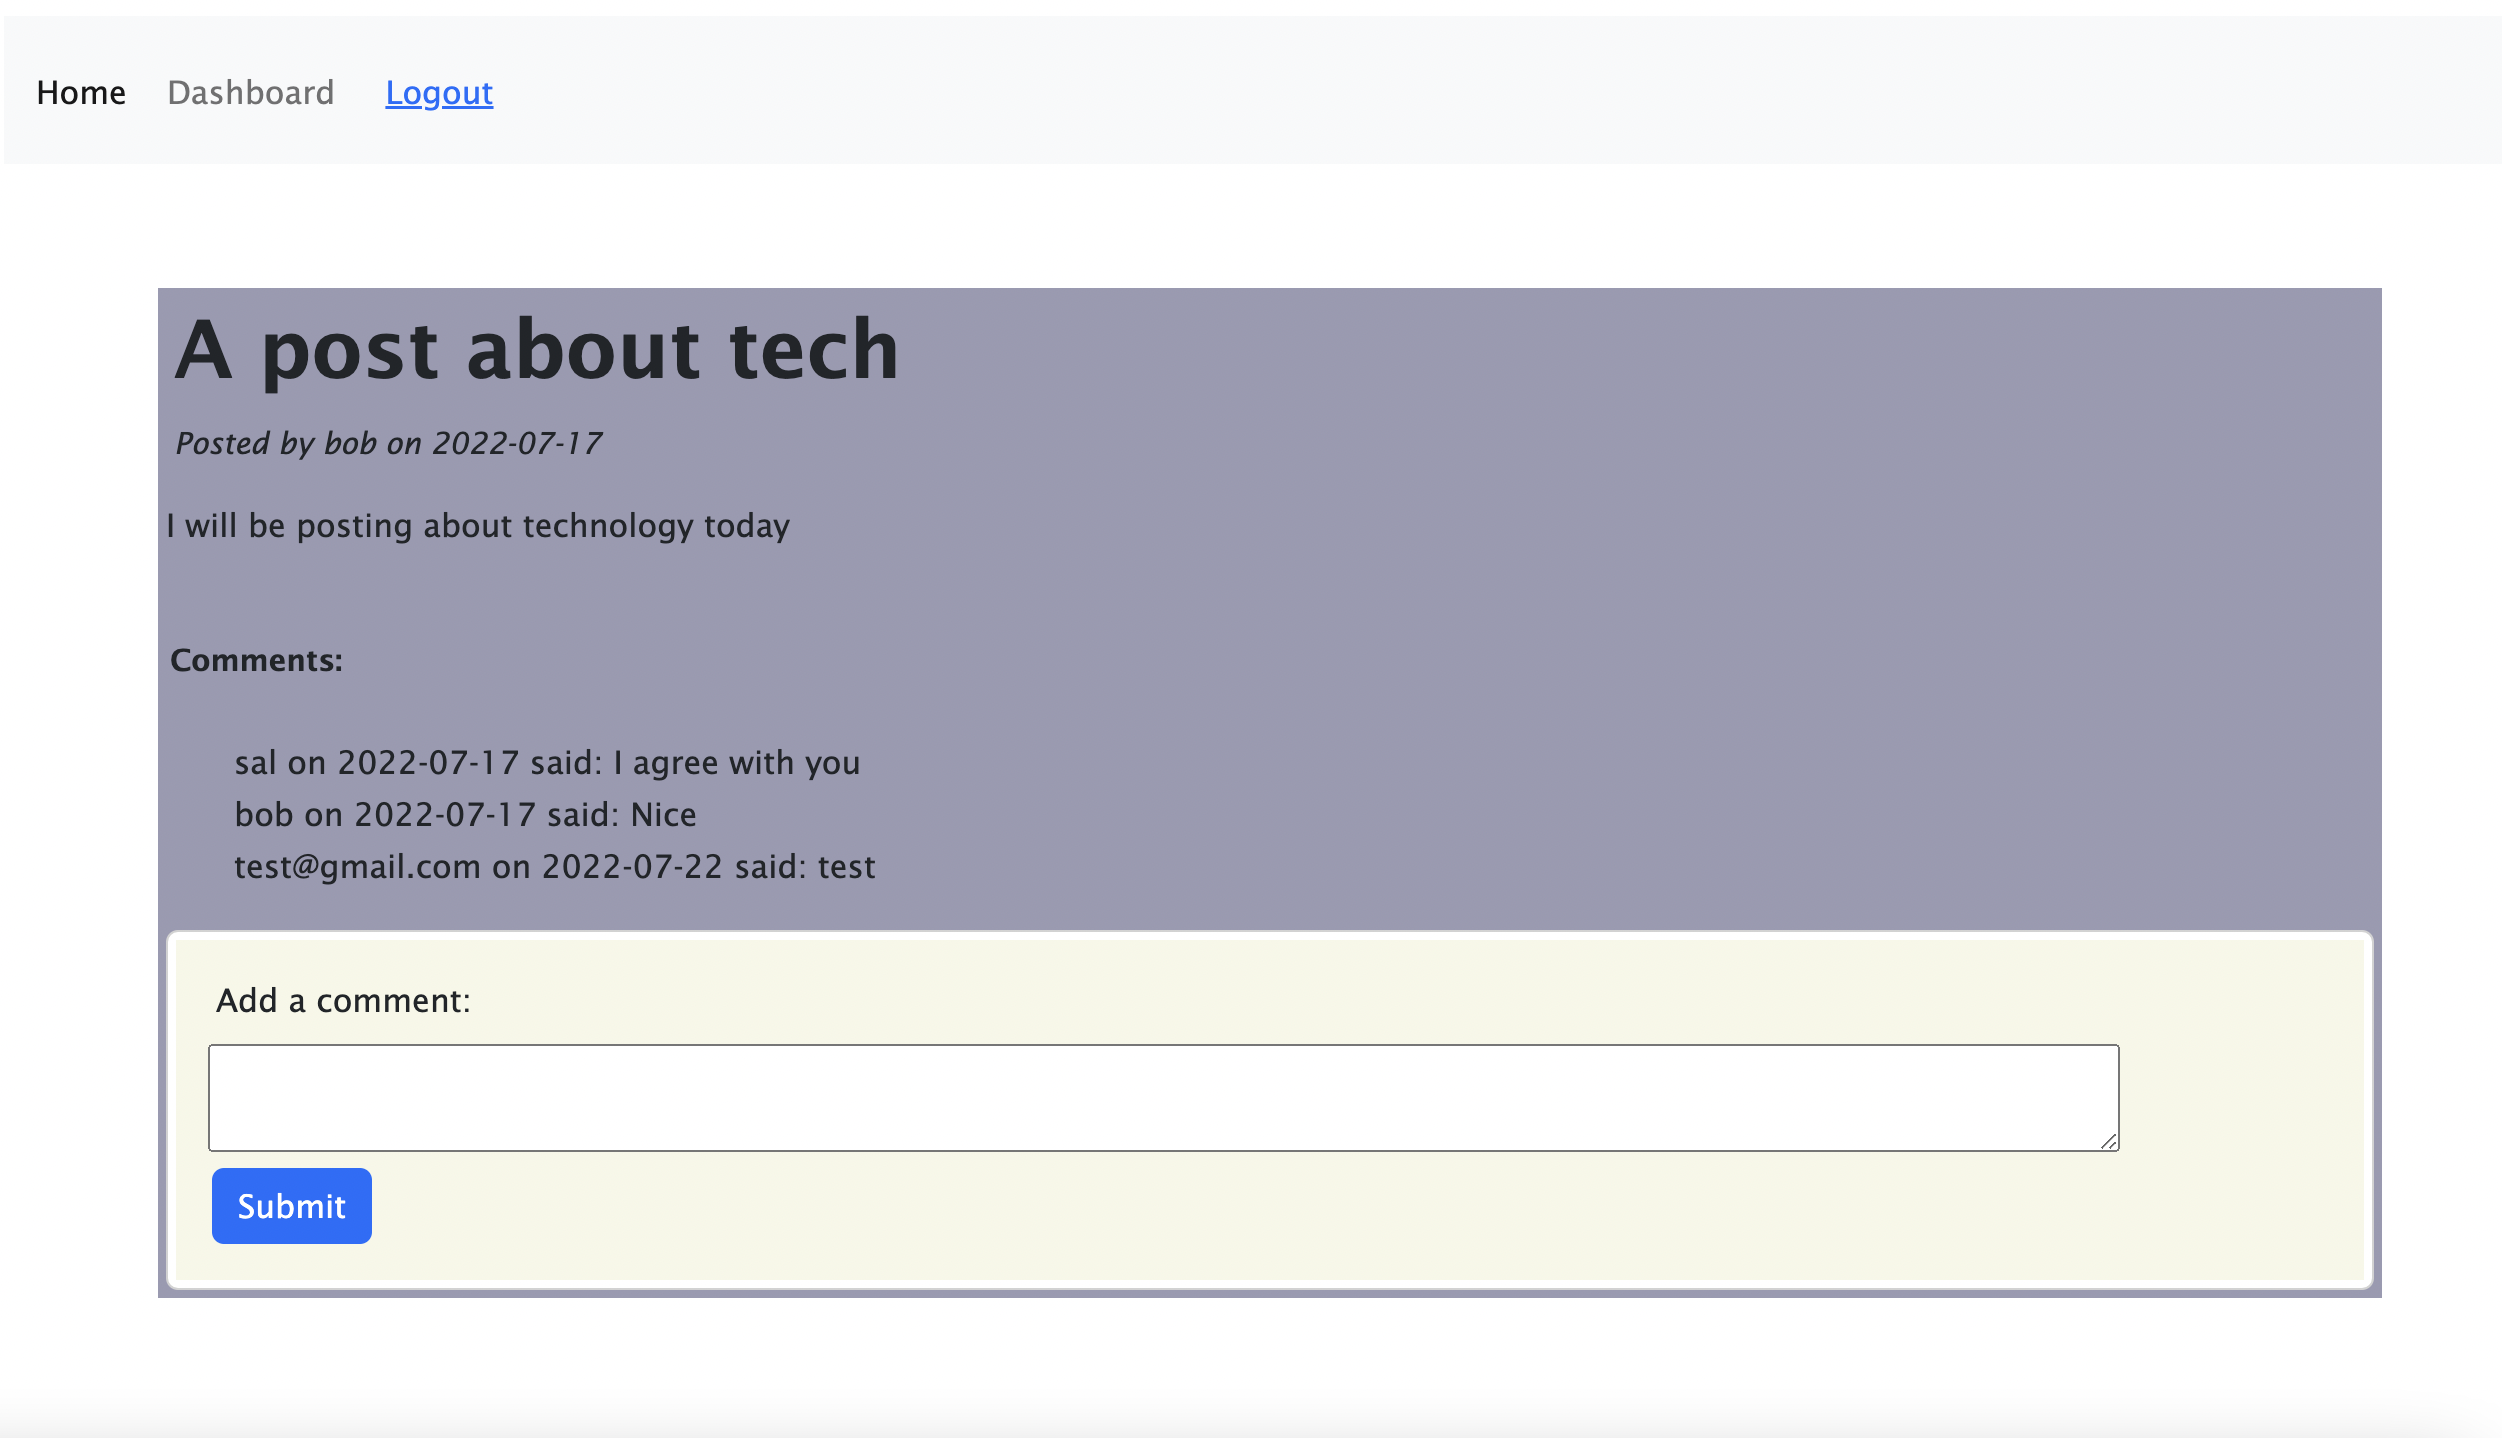 Home Dashboard Logout
A post about tech
Posted by bob on 2022-07-17
I will be posting about technology today
Comments:
sal on 2022-07-17 said: I agree with you
bob on 2022-07-17 said: Nice
test@gmail.com on 2022-07-22 said: test
Add a comment:
Submit